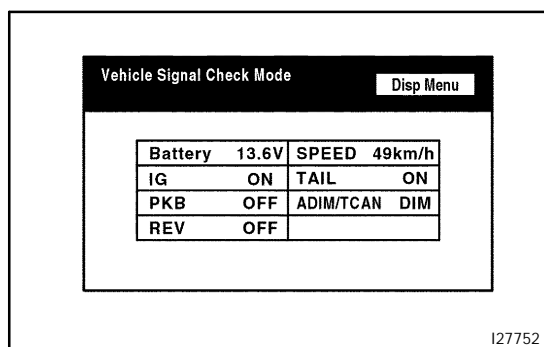 Vehicle Signal Check Mode
Disp Menu
Battery 13.6V SPEED 49km/h
IG ON TAIL ON
PKB OFF ADIM/TCAN DIM
REV OFF
I27752